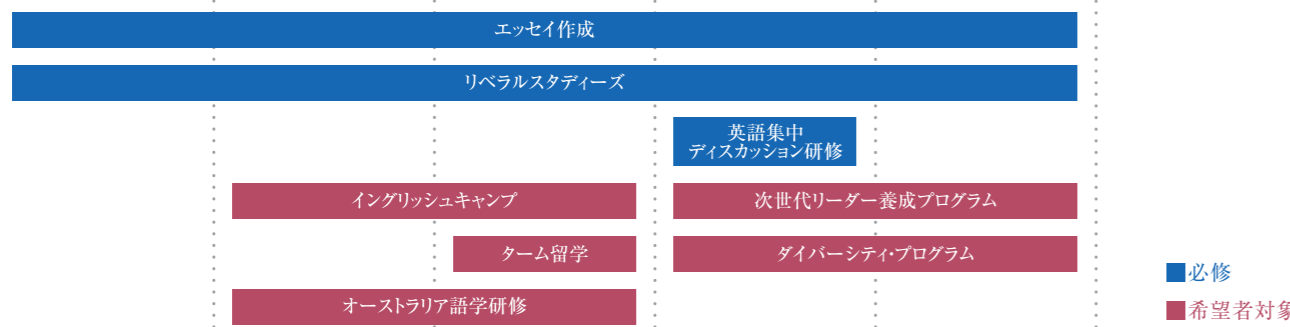 エッセイ作成
リベラルスタディーズ
英語集中
ディスカッション研修
イングリッシュキャンプ
次世代リーダー養成プログラム
ターム留学
ダイバーシティ・プログラム
オーストラリア語学研修
■必修
■希望者対象